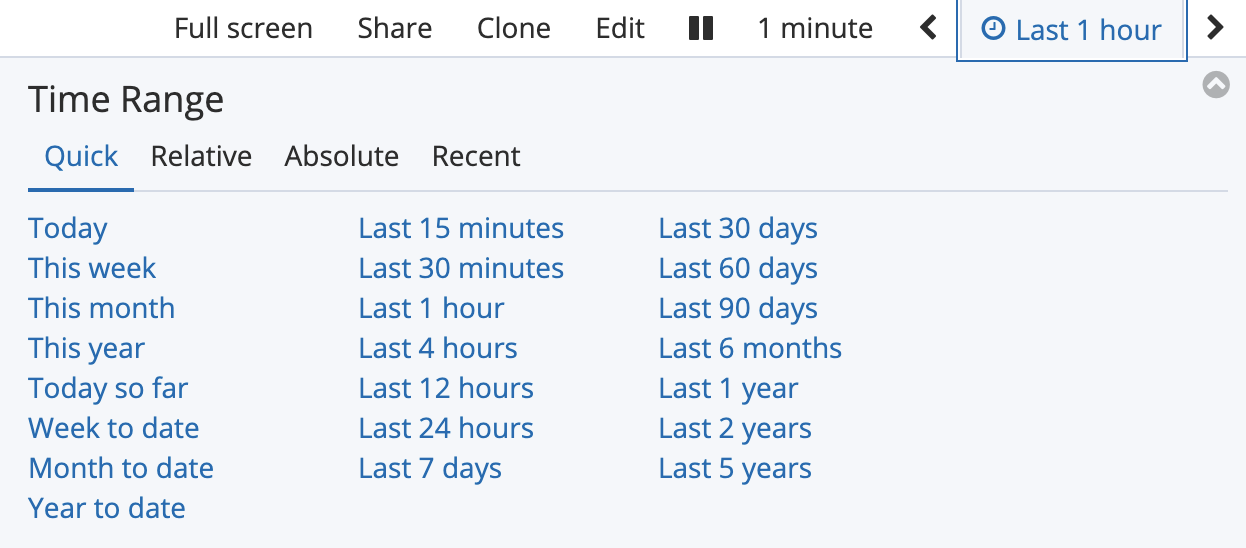 Full screen Share Clone Edit 1 minute Last 1 hour
Time Range
Quick Relative Absolute Recent
Today Last 15 minutes Last 30 days
This week Last 30 minutes Last 60 days
This month Last 1 hour Last 90 days
This year Last 4 hours Last 6 months
Today so far Last 12 hours Last 1 year
Week to date Last 24 hours Last 2 years
Month to date Last 7 days Last 5 years
Year to date